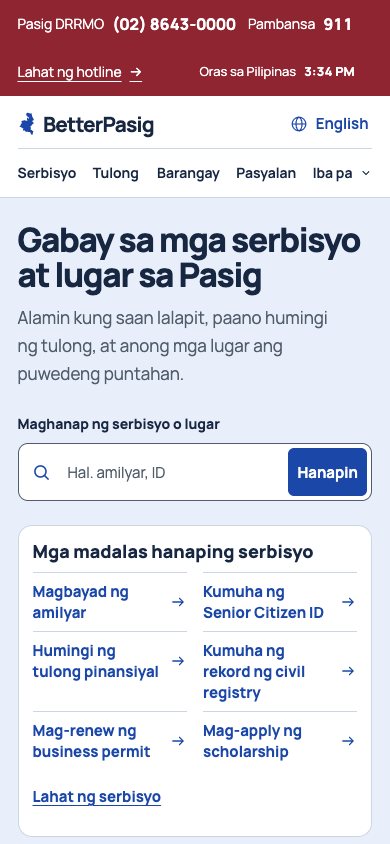 Pasig DRRMO (02) 8643-0000 Pambansa 911
Lahat ng hotline → Oras sa Pilipinas 3:34 PM
BetterPasig English
Serbisyo Tulong Barangay Pasyalan Iba pa
Gabay sa mga serbisyo
at lugar sa Pasig
Alamin kung saan lalapit, paano humingi
ng tulong, at anong mga lugar ang
puwedeng puntahan.
Maghanap ng serbisyo o lugar
Hal. amilyar, ID Hanapin
Mga madalas hanaping serbisyo
Magbayad ng
amilyar →
Kumuha ng
Senior Citizen ID →
Humingi ng
tulong pinansiyal →
Kumuha ng
rekord ng civil
registry →
Mag-renew ng
business permit →
Mag-apply ng
scholarship →
Lahat ng serbisyo